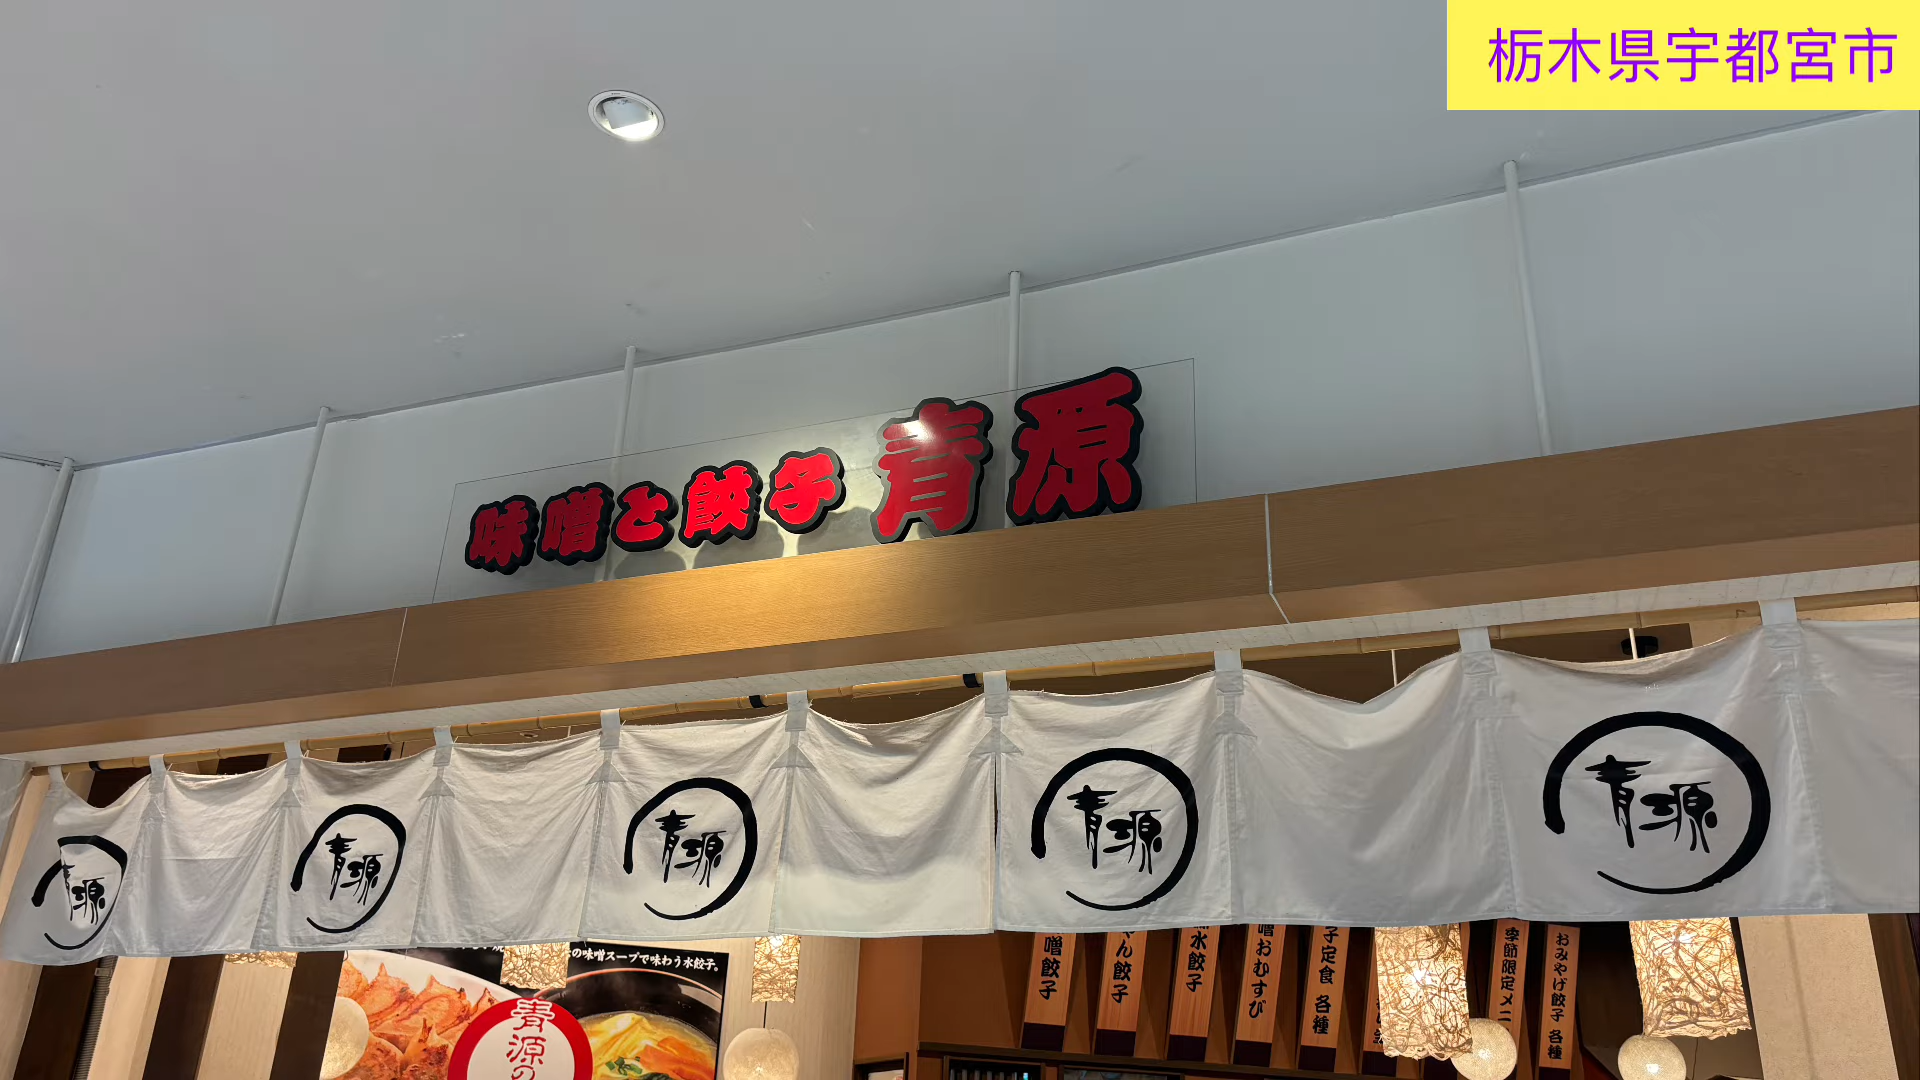 栃木県宇都宮市
味噌と餃子 青源
青源
青源
青源
青源
青源
の味噌スープで味わう水餃子。
青源の
噌餃子
ん餃子
水餃子
噌おむすび
子定食 各種
季節限定メニ
おみやげ餃子 各種